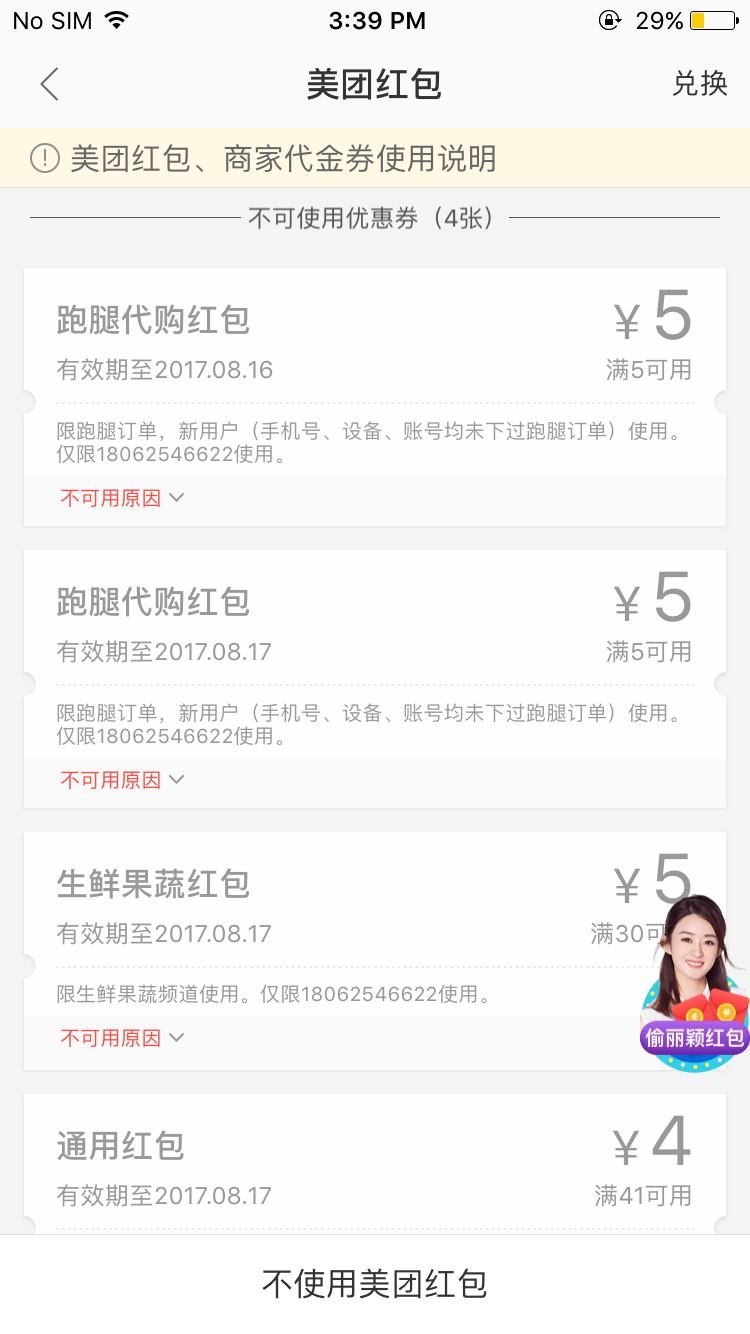 No SIM 3:39 PM 29%
美团红包 兑换
美团红包、商家代金券使用说明
不可使用优惠券（4张）
跑腿代购红包 ¥5
有效期至2017.08.16 满5可用
限跑腿订单，新用户（手机号、设备、账号均未下过跑腿订单）使用。
仅限18062546622使用。
不可用原因
跑腿代购红包 ¥5
有效期至2017.08.17 满5可用
限跑腿订单，新用户（手机号、设备、账号均未下过跑腿订单）使用。
仅限18062546622使用。
不可用原因
生鲜果蔬红包 ¥5
有效期至2017.08.17 满30可
限生鲜果蔬频道使用。仅限18062546622使用。
不可用原因
偷丽颖红包
通用红包 ¥4
有效期至2017.08.17 满41可用
不使用美团红包